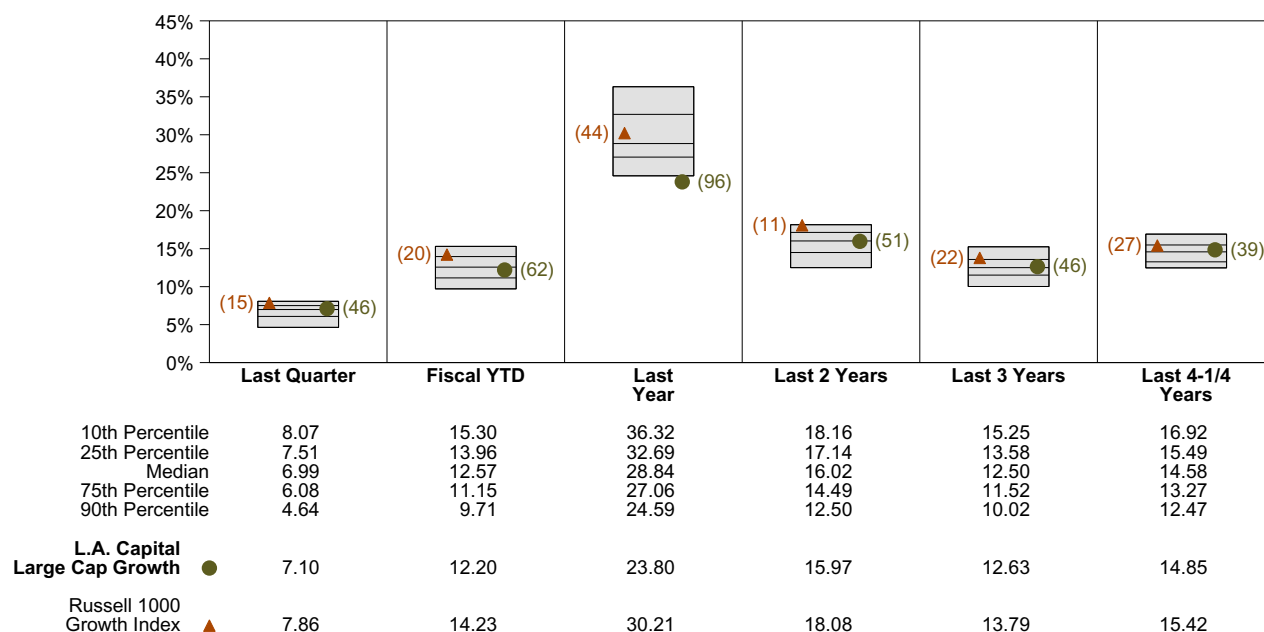 45%
40%
35%
30%
25%
20%
15%
10%
5%
0%
(15)
(46)
(20)
(62)
(44)
(96)
(11)
(51)
(22)
(46)
(27)
(39)
Last Quarter Fiscal YTD Last Year Last 2 Years Last 3 Years Last 4-1/4 Years
10th Percentile 8.07 15.30 36.32 18.16 15.25 16.92
25th Percentile 7.51 13.96 32.69 17.14 13.58 15.49
Median 6.99 12.57 28.84 16.02 12.50 14.58
75th Percentile 6.08 11.15 27.06 14.49 11.52 13.27
90th Percentile 4.64 9.71 24.59 12.50 10.02 12.47
L.A. Capital
Large Cap Growth 7.10 12.20 23.80 15.97 12.63 14.85
Russell 1000
Growth Index 7.86 14.23 30.21 18.08 13.79 15.42